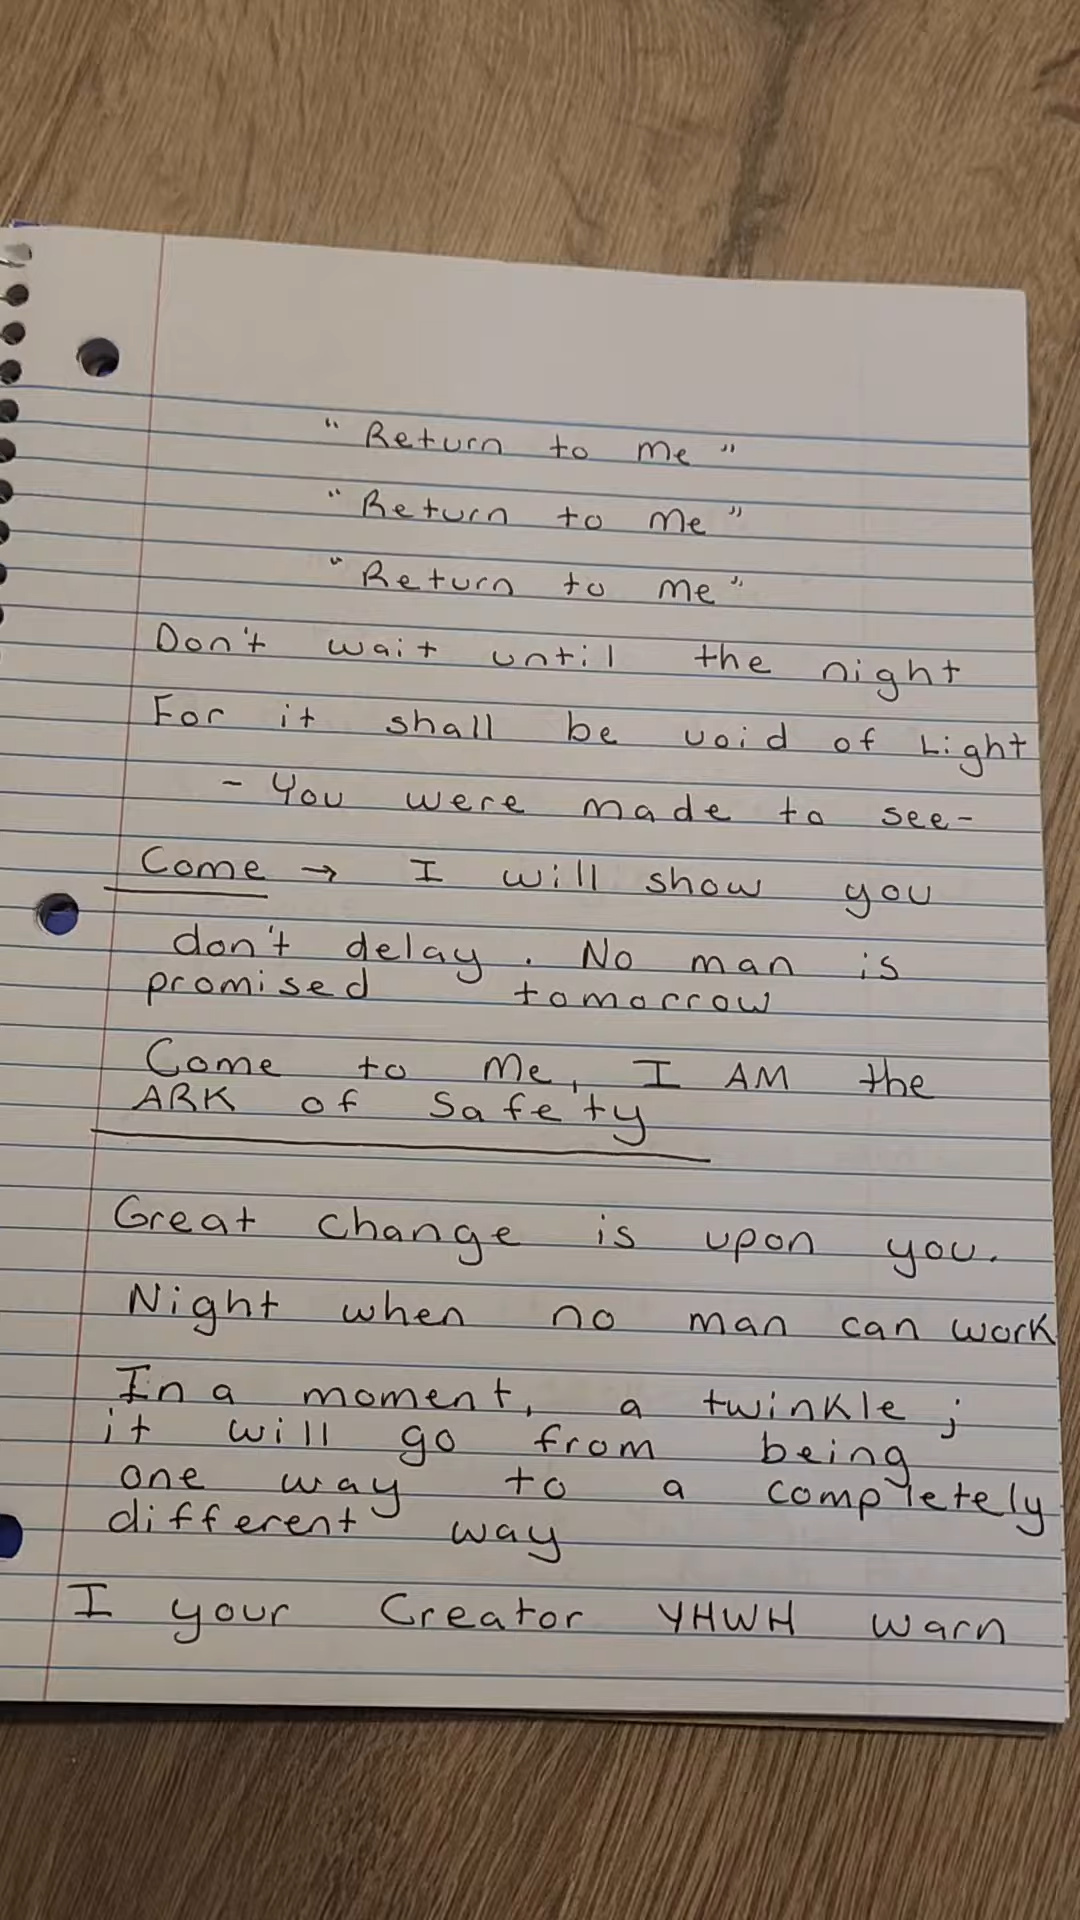 "Return to me"
"Return to me"
"Return to me"
Don't wait until the night
For it shall be void of Light
- You were made to see-
Come → I will show you
don't delay. No man is
promised tomorrow
Come to Me, I AM the
ARK of Safety
Great change is upon you.
Night when no man can work
In a moment, a twinkle;
it will go from being
one way to a completely
different way
I your Creator YHWH warn